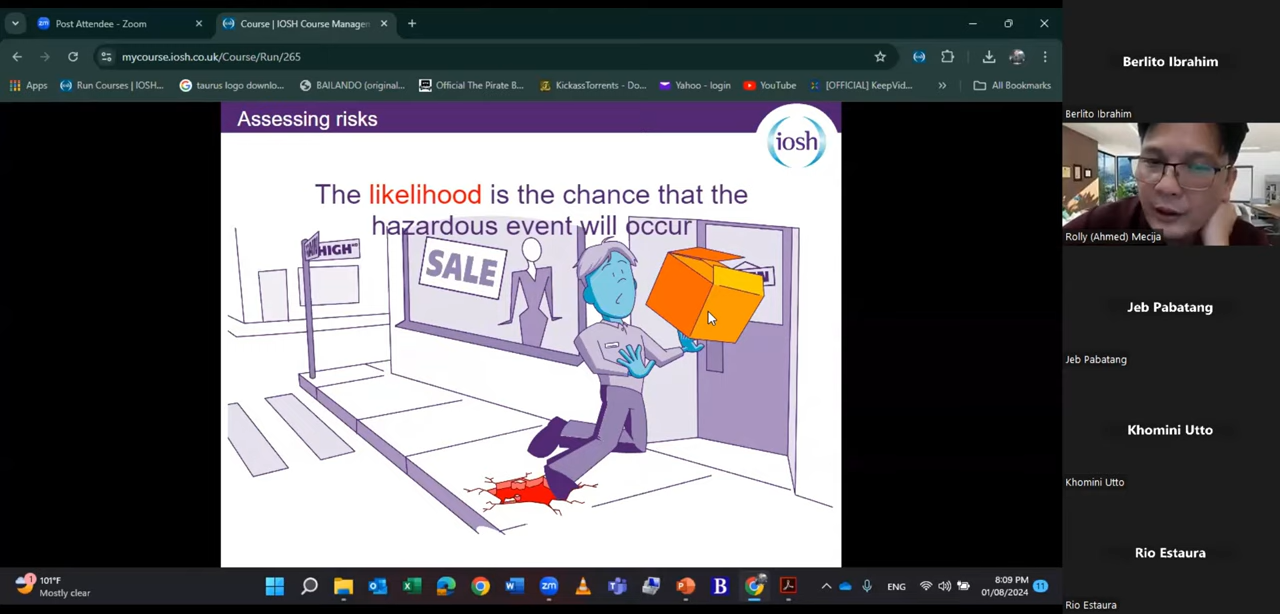 Post Attendee - Zoom
Course | IOSH Course Managem
mycourse.iosh.co.uk/Course/Run/265
Apps
Run Courses | IOSH...
taurus logo downlo...
BAILANDO (original...
Official The Pirate B...
KickassTorrents - Do...
Yahoo - login
YouTube
[OFFICIAL] KeepVid...
»
All Bookmarks
Assessing risks
iosh
The likelihood is the chance that the
hazardous event will occur
HIGH
SALE
Berlito Ibrahim
Berlito Ibrahim
Rolly (Ahmed) Mecija
Jeb Pabatang
Jeb Pabatang
Khomini Utto
Khomini Utto
Rio Estaura
Rio Estaura
1
101°F
Mostly clear
zm
B
ENG
8:09 PM
01/08/2024
11